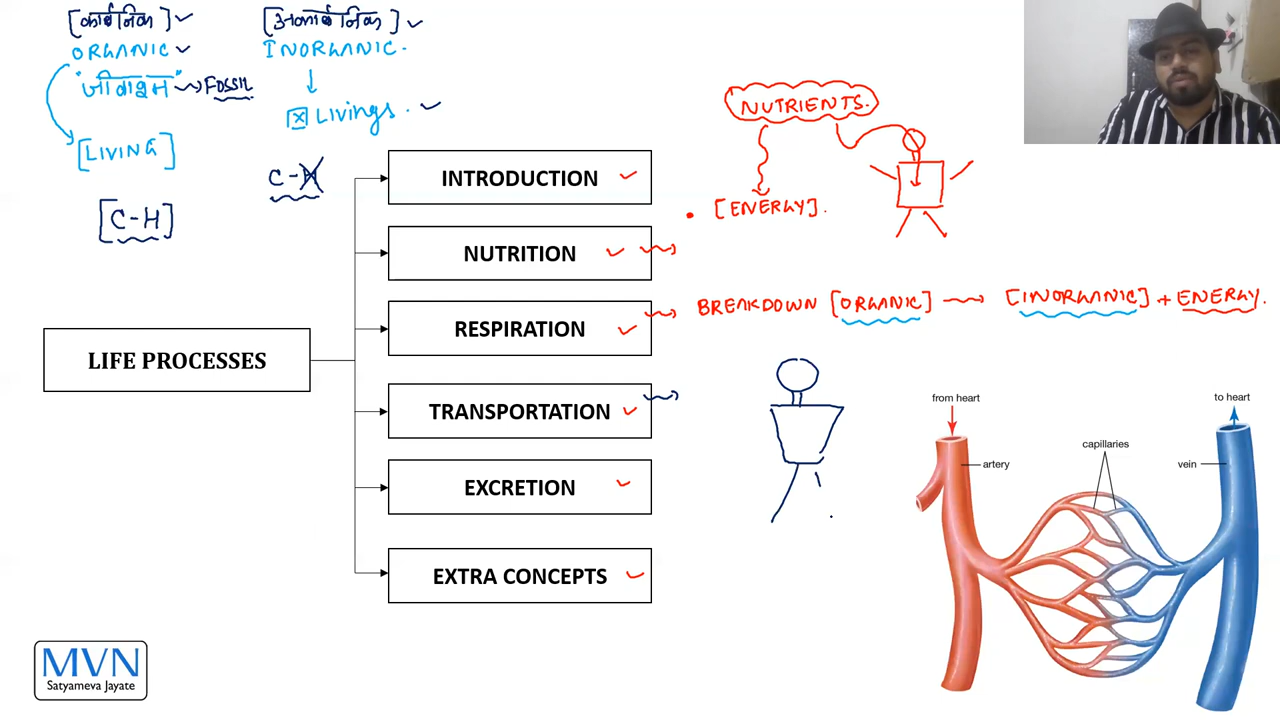 [कार्बनिक]
ORGANIC
"जीवाश्म" FOSSIL
[LIVING]
[C-H]
[अकार्बनिक]
INORGANIC.
x Livings.
C-H
NUTRIENTS.
[ENERGY].
INTRODUCTION
NUTRITION
RESPIRATION
BREAKDOWN [ORGANIC] [INORGANIC] + ENERGY.
LIFE PROCESSES
TRANSPORTATION
EXCRETION
EXTRA CONCEPTS
from heart
to heart
capillaries
artery
vein
MVN
Satyameva Jayate